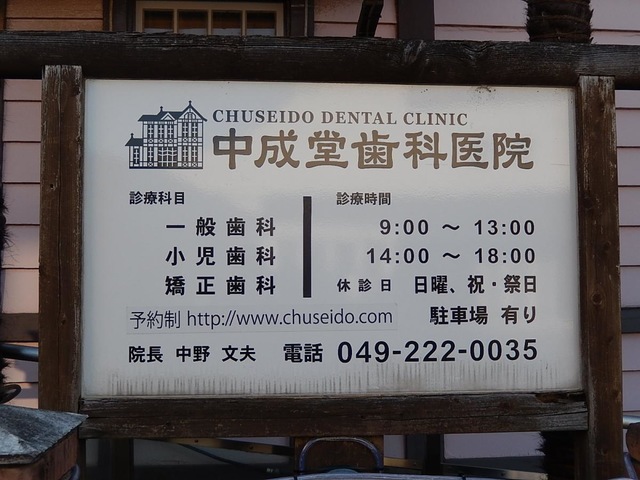 CHUSEIDO DENTAL CLINIC
中成堂歯科医院
診療科目
一般歯科
小児歯科
矯正歯科
診療時間
9:00 ～ 13:00
14:00 ～ 18:00
休診日 日曜、祝・祭日
予約制 http://www.chuseido.com
駐車場 有り
院長 中野 文夫 電話 049-222-0035